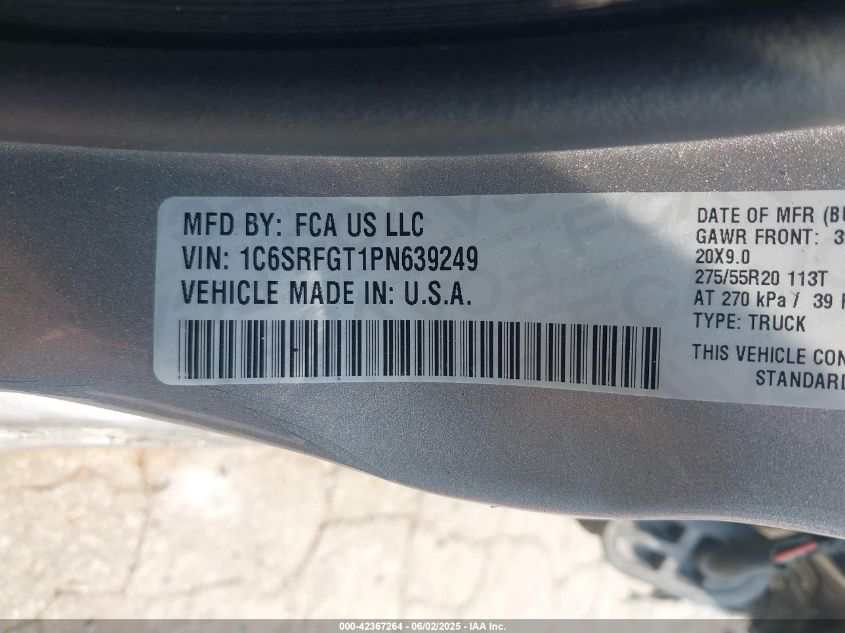 MFD BY: FCA US LLC
VIN: 1C6SRFGT1PN639249
VEHICLE MADE IN: U.S.A.
DATE OF MFR
GAWR FRONT:
20X9.0
275/55R20 113T
AT 270 kPa / 39
TYPE: TRUCK
THIS VEHICLE
000-42367264 | 06/02/2025 - IAA Inc.